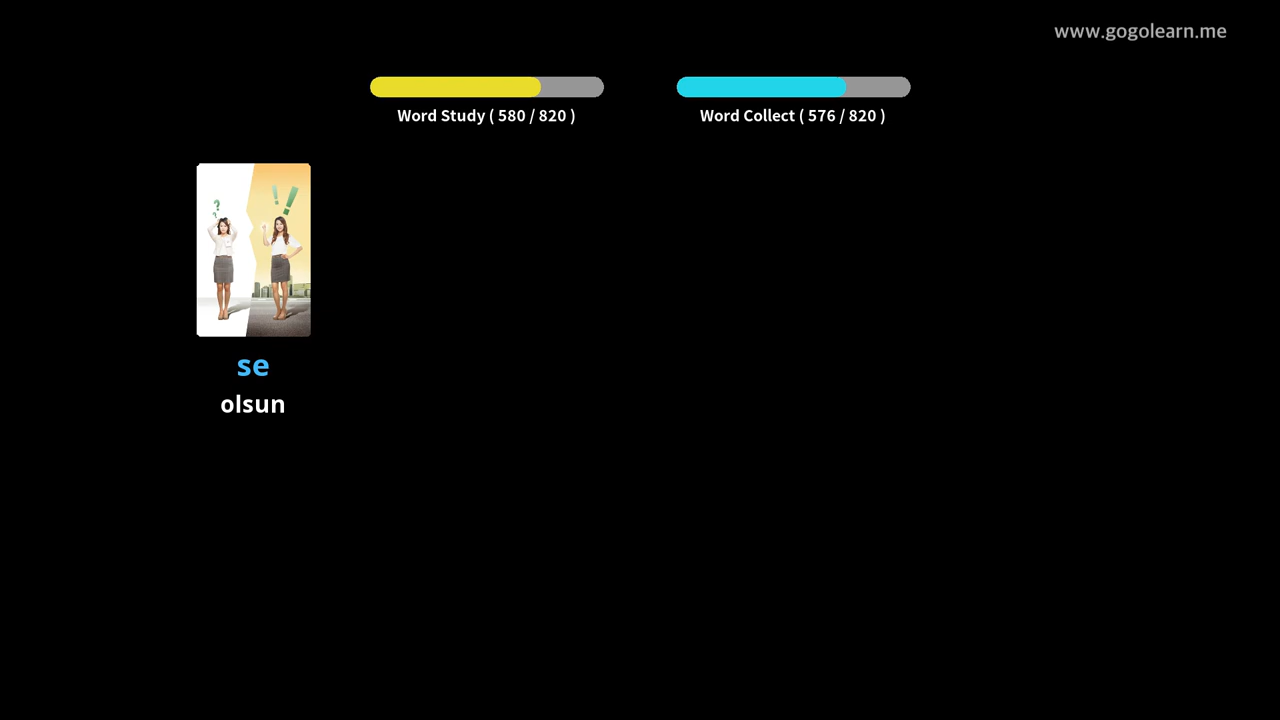 www.gogolearn.me
Word Study ( 580 / 820 )
Word Collect ( 576 / 820 )
? ?
! !
se
olsun